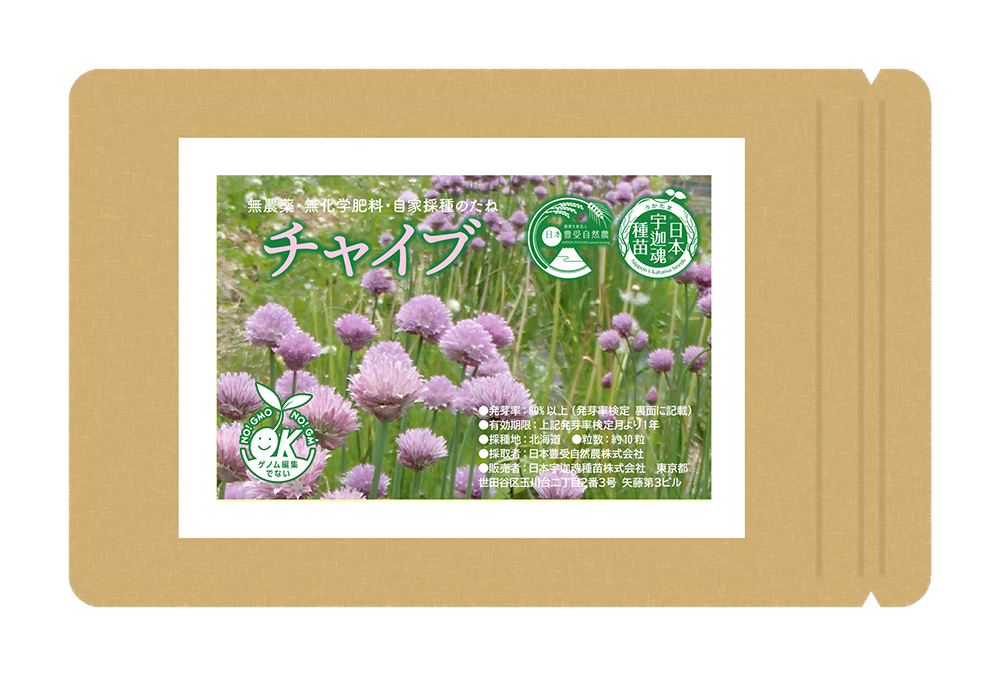 無農薬・無化学肥料・自家採種のたね
チャイブ
農業生産法人
日本豊受自然農
うかたま
日本
宇迦魂
種苗
Nippon Ukatama Seeds
NO! GMO
NO! GM
OK
ゲノム編集
でない
●発芽率：80%以上（発芽率検定 裏面に記載）
●有効期限：上記発芽率検定月より1年
●採種地：北海道 ●粒数：約10粒
●採取者：日本豊受自然農株式会社
●販売者：日本宇迦魂種苗株式会社 東京都
世田谷区玉川台二丁目2番3号 矢藤第3ビル